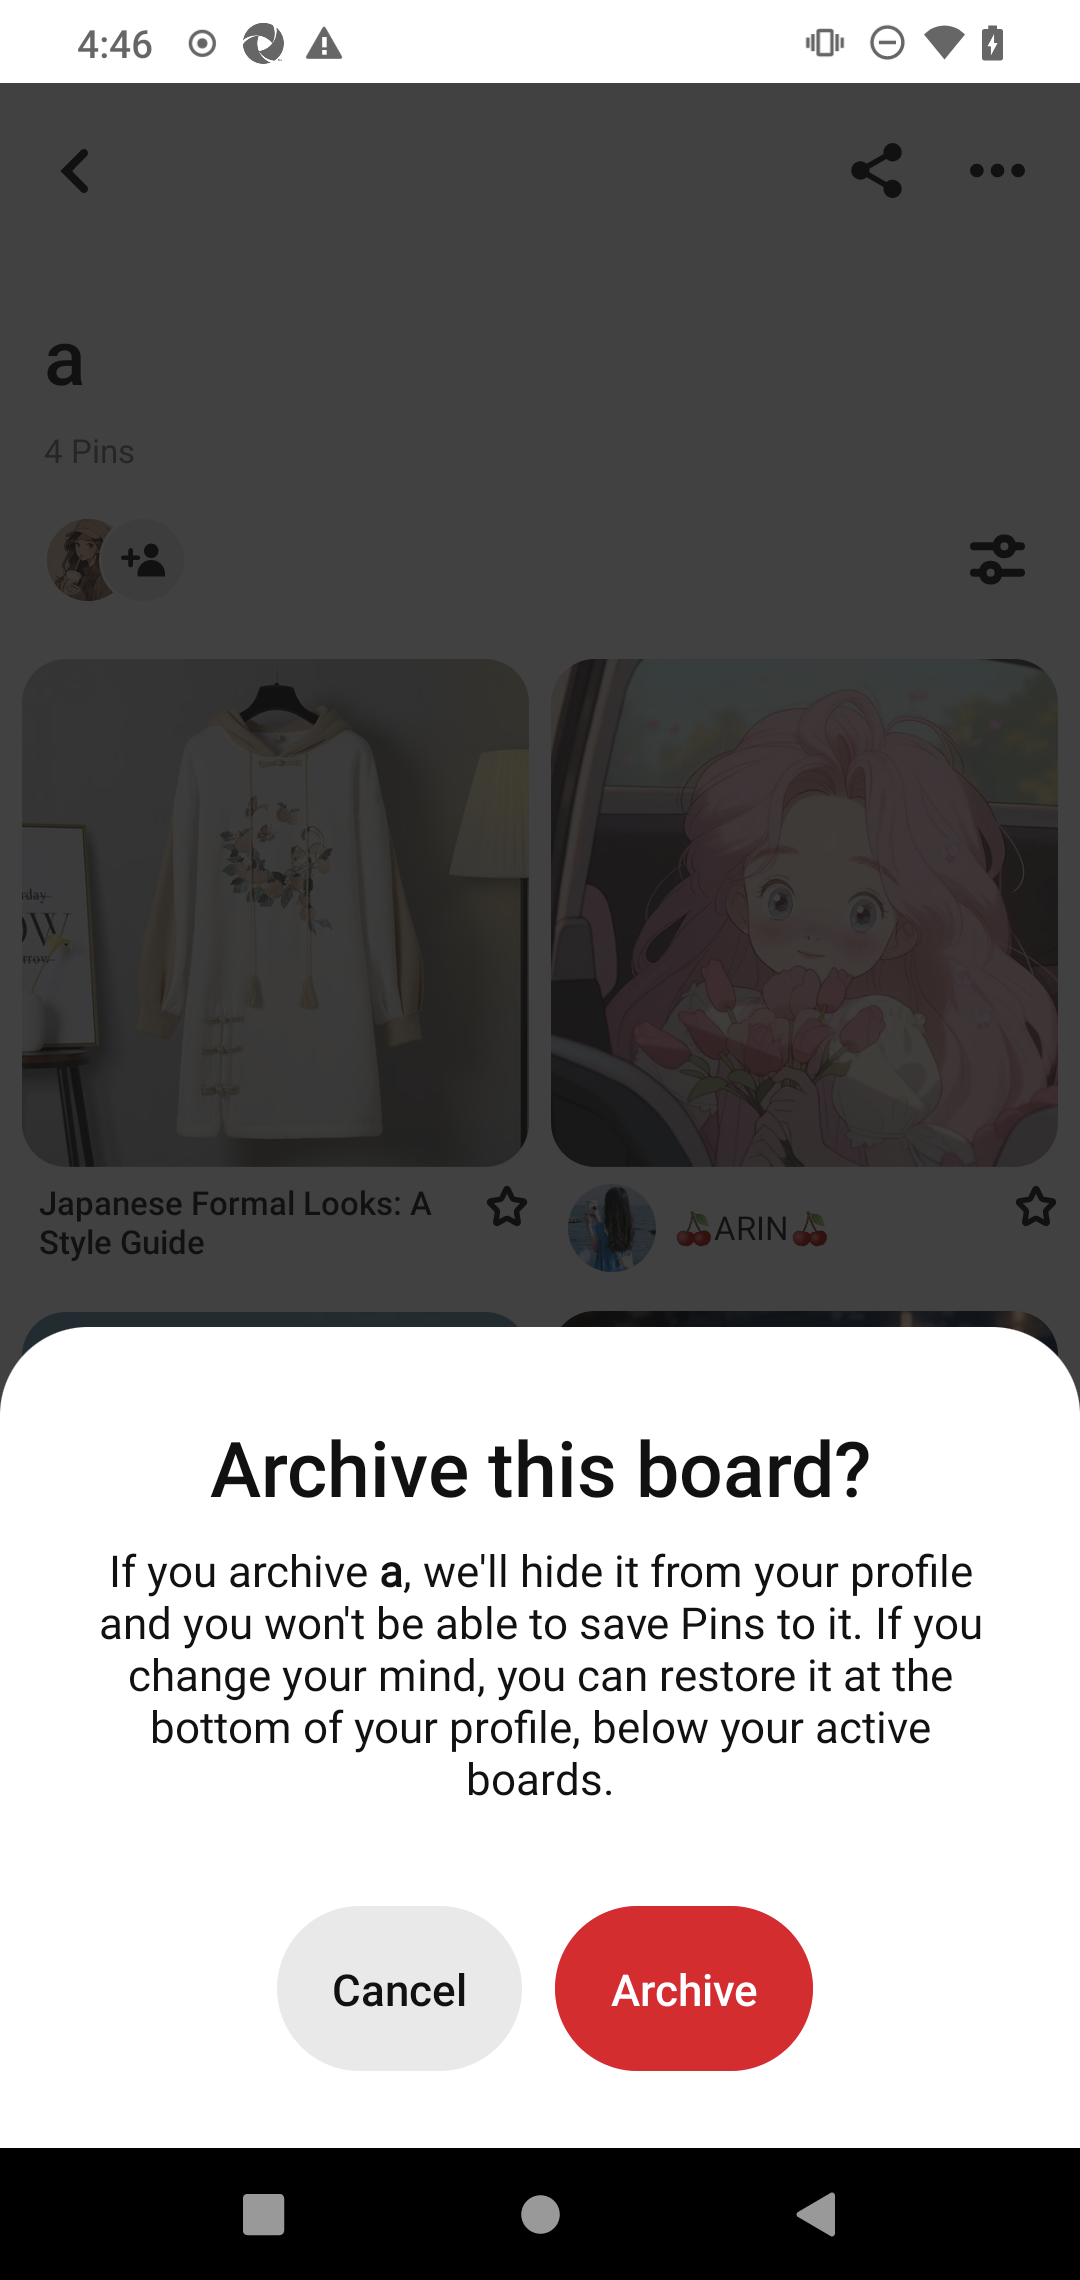 4:46
a
4 Pins
Japanese Formal Looks: A
Style Guide
🍒ARIN🍒
Archive this board?
If you archive a, we'll hide it from your profile
and you won't be able to save Pins to it. If you
change your mind, you can restore it at the
bottom of your profile, below your active
boards.
Cancel
Archive